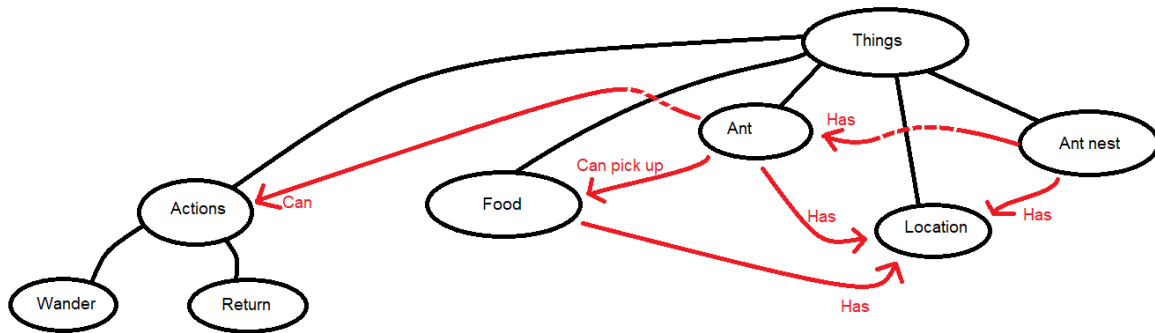 Things
Ant
Has
Ant nest
Can pick up
Actions
Can
Food
Has
Location
Has
Wander
Return
Has